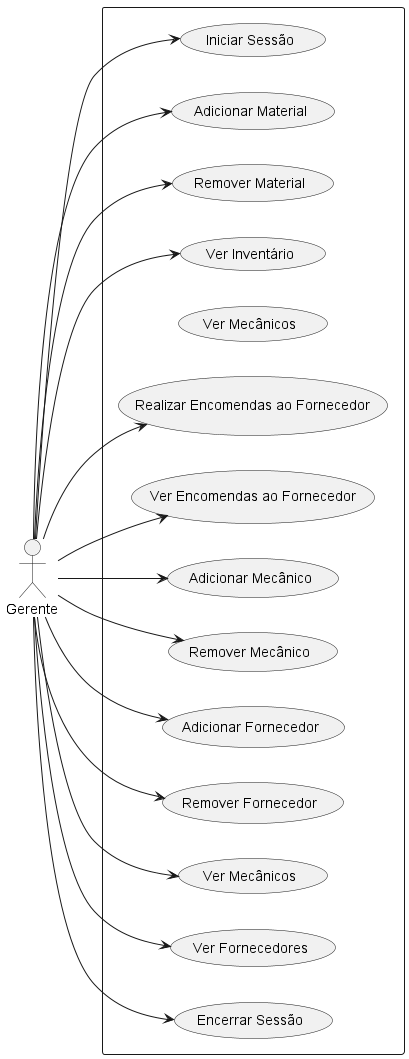 Iniciar Sessão
Adicionar Material
Remover Material
Ver Inventário
Ver Mecânicos
Realizar Encomendas ao Fornecedor
Ver Encomendas ao Fornecedor
Adicionar Mecânico
Gerente
Remover Mecânico
Adicionar Fornecedor
Remover Fornecedor
Ver Mecânicos
Ver Fornecedores
Encerrar Sessão